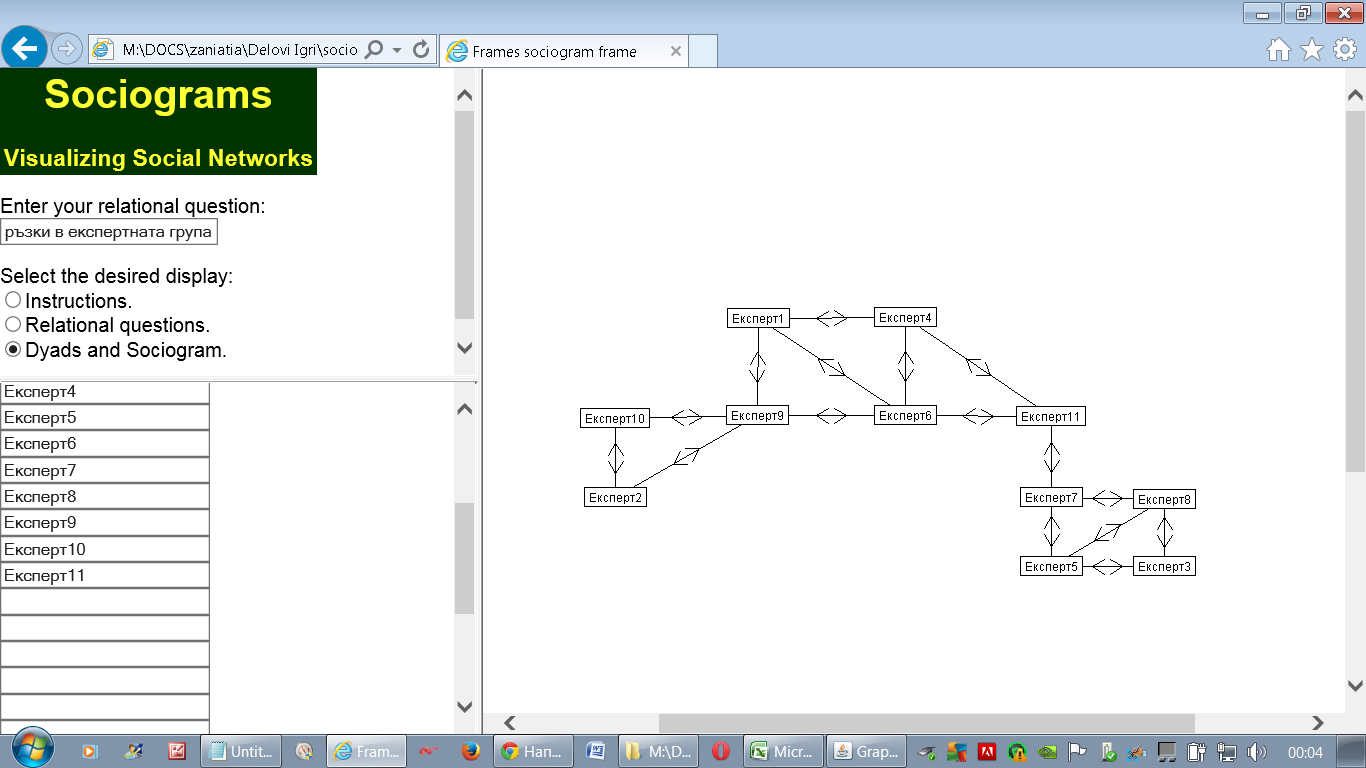 M:\DOCS\zaniatia\Delovi Igri\socio
Frames sociogram frame
Sociograms
Visualizing Social Networks
Enter your relational question:
ръзки в експертната група
Select the desired display:
Instructions.
Relational questions.
Dyads and Sociogram.
Експерт4
Експерт5
Експерт6
Експерт7
Експерт8
Експерт9
Експерт10
Експерт11
Експерт1 Експерт4
Експерт10 Експерт9 Експерт6 Експерт11
Експерт2 Експерт7 Експерт8
Експерт5 Експерт3
Untit... Fram... Нап... M:\D... Micr... Grap... 00:04